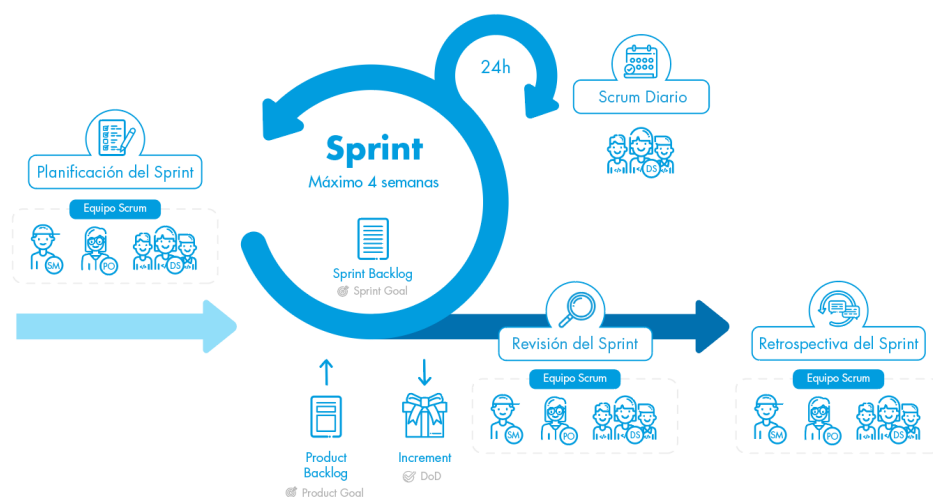 24h
Scrum Diario
DS
Sprint
Máximo 4 semanas
Planificación del Sprint
Equipo Scrum
SM
PO
DS
Sprint Backlog
Sprint Goal
Revisión del Sprint
Equipo Scrum
SM
PO
DS
Retrospectiva del Sprint
Equipo Scrum
SM
PO
DS
Product
Backlog
Product Goal
Increment
DoD